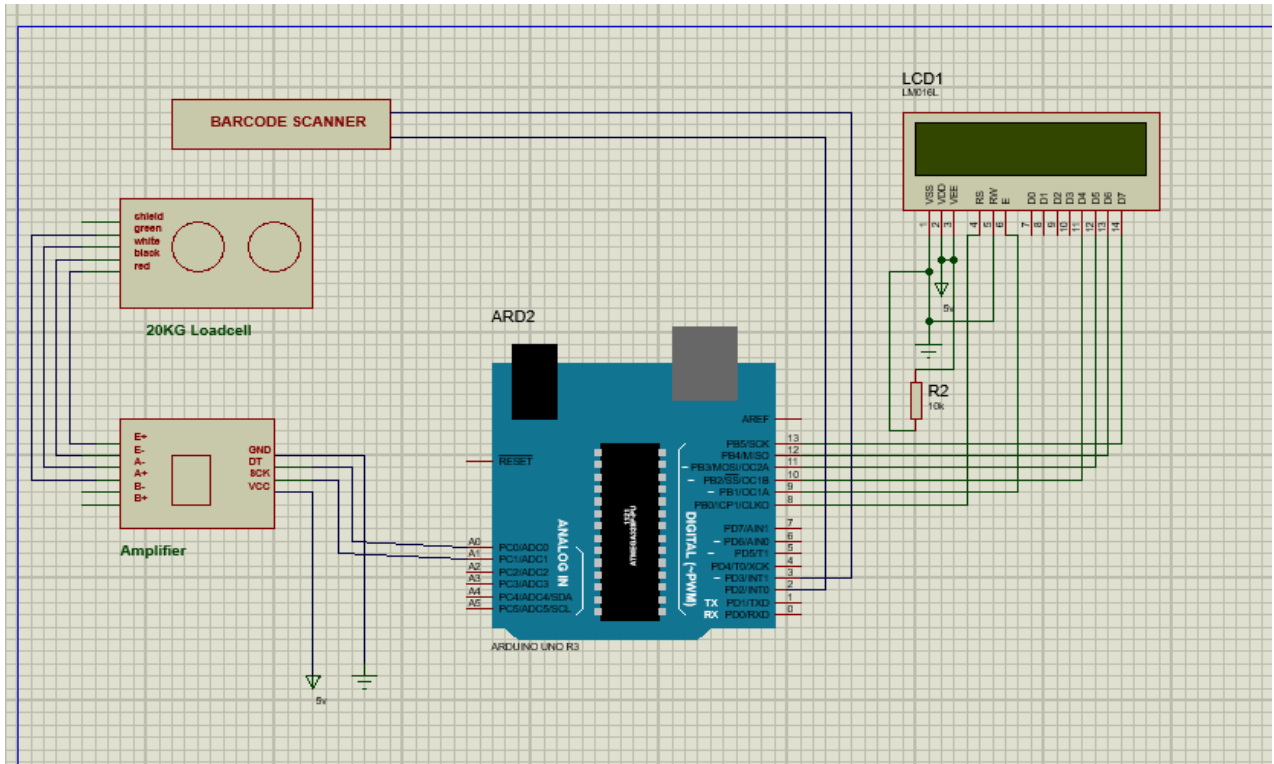 BARCODE SCANNER
shield
green
white
black
red
20KG Loadcell
E+
E-
A-
A+
B-
B+
GND
DT
SCK
VCC
Amplifier
5v
ARD2
RESET
AREF
13
PB5/SCK
12
PB4/MISO
11
PB3/MOSI/OC2A
10
PB2/SS/OC1B
9
PB1/OC1A
8
PB0/ICP1/CLKO
7
PD7/AIN1
6
PD6/AIN0
5
PD5/T1
4
PD4/T0/XCK
3
PD3/INT1
2
PD2/INT0
1
TX PD1/TXD
0
RX PD0/RXD
DIGITAL (~PWM)
ANALOG IN
1121
A0
PC0/ADC0
A1
PC1/ADC1
A2
PC2/ADC2
A3
PC3/ADC3
A4
PC4/ADC4/SDA
A5
PC5/ADC5/SCL
ARDUINO UNO R3
LCD1
LM016L
VSS
VDD
VEE
RS
RW
E
D0
D1
D2
D3
D4
D5
D6
D7
1
2
3
4
5
6
7
8
9
10
11
12
13
14
5v
R2
10k